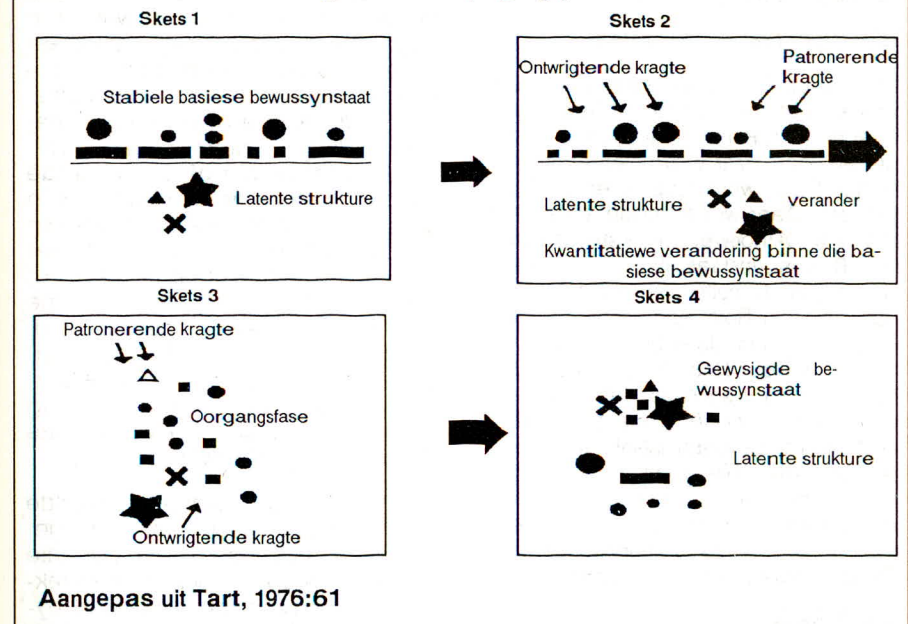 Skets 1
Stabiele basiese bewussynstaat
Latente strukture
Skets 2
Ontwrigtende kragte
Patronerende
kragte
Latente strukture
verander
Kwantitatiewe verandering binne die ba-
siese bewussynstaat
Skets 3
Patronerende kragte
Oorgangsfase
Ontwrigtende kragte
Skets 4
Gewysigde be-
wussynstaat
Latente strukture
Aangepas uit Tart, 1976:61